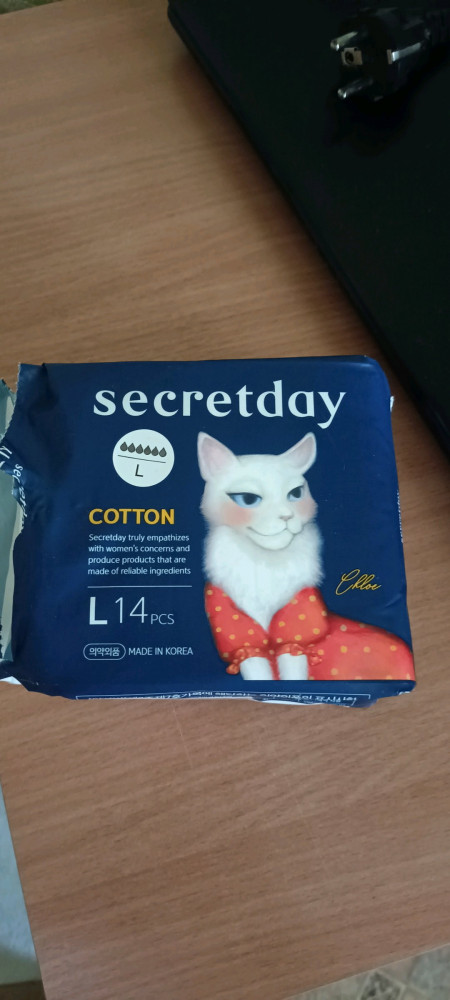 secretday
L
COTTON
Secretday truly empathizes
with women's concerns and
produce products that are
made of reliable ingredients
Chloe
L 14 PCS
의약외품 MADE IN KOREA